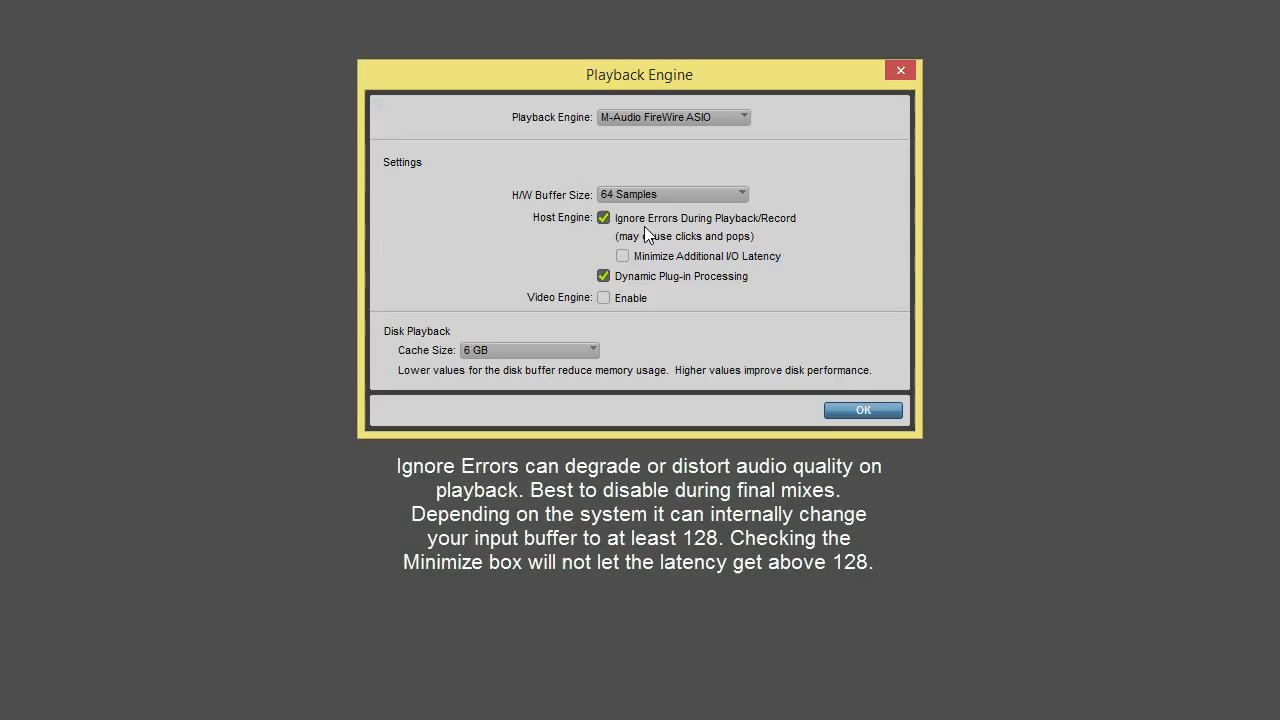 Playback Engine
Playback Engine: M-Audio FireWire ASIO
Settings
H/W Buffer Size: 64 Samples
Host Engine: Ignore Errors During Playback/Record
(may use clicks and pops)
Minimize Additional I/O Latency
Dynamic Plug-in Processing
Video Engine: Enable
Disk Playback
Cache Size: 6 GB
Lower values for the disk buffer reduce memory usage. Higher values improve disk performance.
OK
Ignore Errors can degrade or distort audio quality on
playback. Best to disable during final mixes.
Depending on the system it can internally change
your input buffer to at least 128. Checking the
Minimize box will not let the latency get above 128.